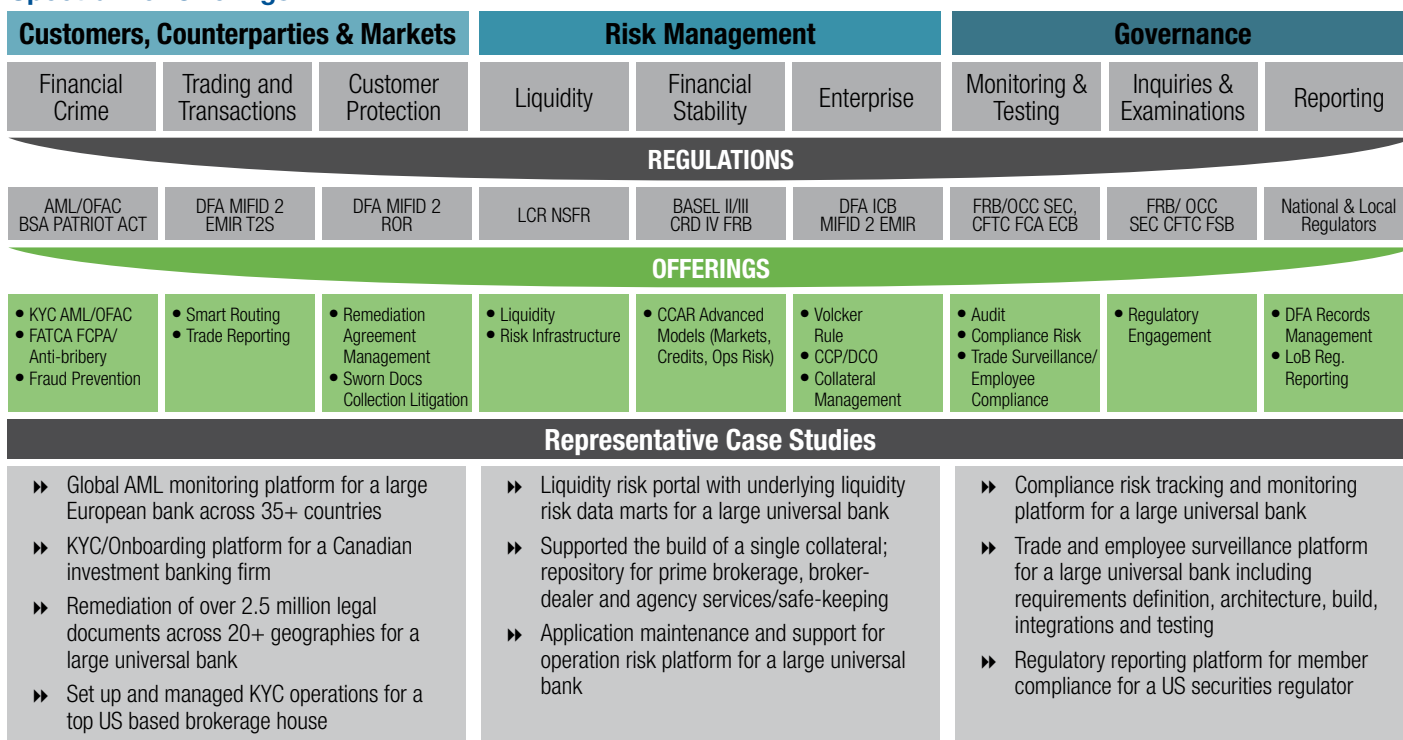 Customers, Counterparties & Markets
Risk Management
Governance
Financial
Crime
Trading and
Transactions
Customer
Protection
Liquidity
Financial
Stability
Enterprise
Monitoring &
Testing
Inquiries &
Examinations
Reporting
REGULATIONS
AML/OFAC
BSA PATRIOT ACT
DFA MIFID 2
EMIR T2S
DFA MIFID 2
ROR
LCR NSFR
BASEL II/III
CRD IV FRB
DFA ICB
MIFID 2 EMIR
FRB/OCC SEC,
CFTC FCA ECB
FRB/ OCC
SEC CFTC FSB
National & Local
Regulators
OFFERINGS
• KYC AML/OFAC
• FATCA FCPA/
Anti-bribery
• Fraud Prevention
• Smart Routing
• Trade Reporting
• Remediation
Agreement
Management
• Sworn Docs
Collection Litigation
• Liquidity
• Risk Infrastructure
• CCAR Advanced
Models (Markets,
Credits, Ops Risk)
• Volcker
Rule
• CCP/DCO
• Collateral
Management
• Audit
• Compliance Risk
• Trade Surveillance/
Employee
Compliance
• Regulatory
Engagement
• DFA Records
Management
• LoB Reg.
Reporting
Representative Case Studies
Global AML monitoring platform for a large
European bank across 35+ countries
KYC/Onboarding platform for a Canadian
investment banking firm
Remediation of over 2.5 million legal
documents across 20+ geographies for a
large universal bank
Set up and managed KYC operations for a
top US based brokerage house
Liquidity risk portal with underlying liquidity
risk data marts for a large universal bank
Supported the build of a single collateral;
repository for prime brokerage, broker-
dealer and agency services/safe-keeping
Application maintenance and support for
operation risk platform for a large universal
bank
Compliance risk tracking and monitoring
platform for a large universal bank
Trade and employee surveillance platform
for a large universal bank including
requirements definition, architecture, build,
integrations and testing
Regulatory reporting platform for member
compliance for a US securities regulator